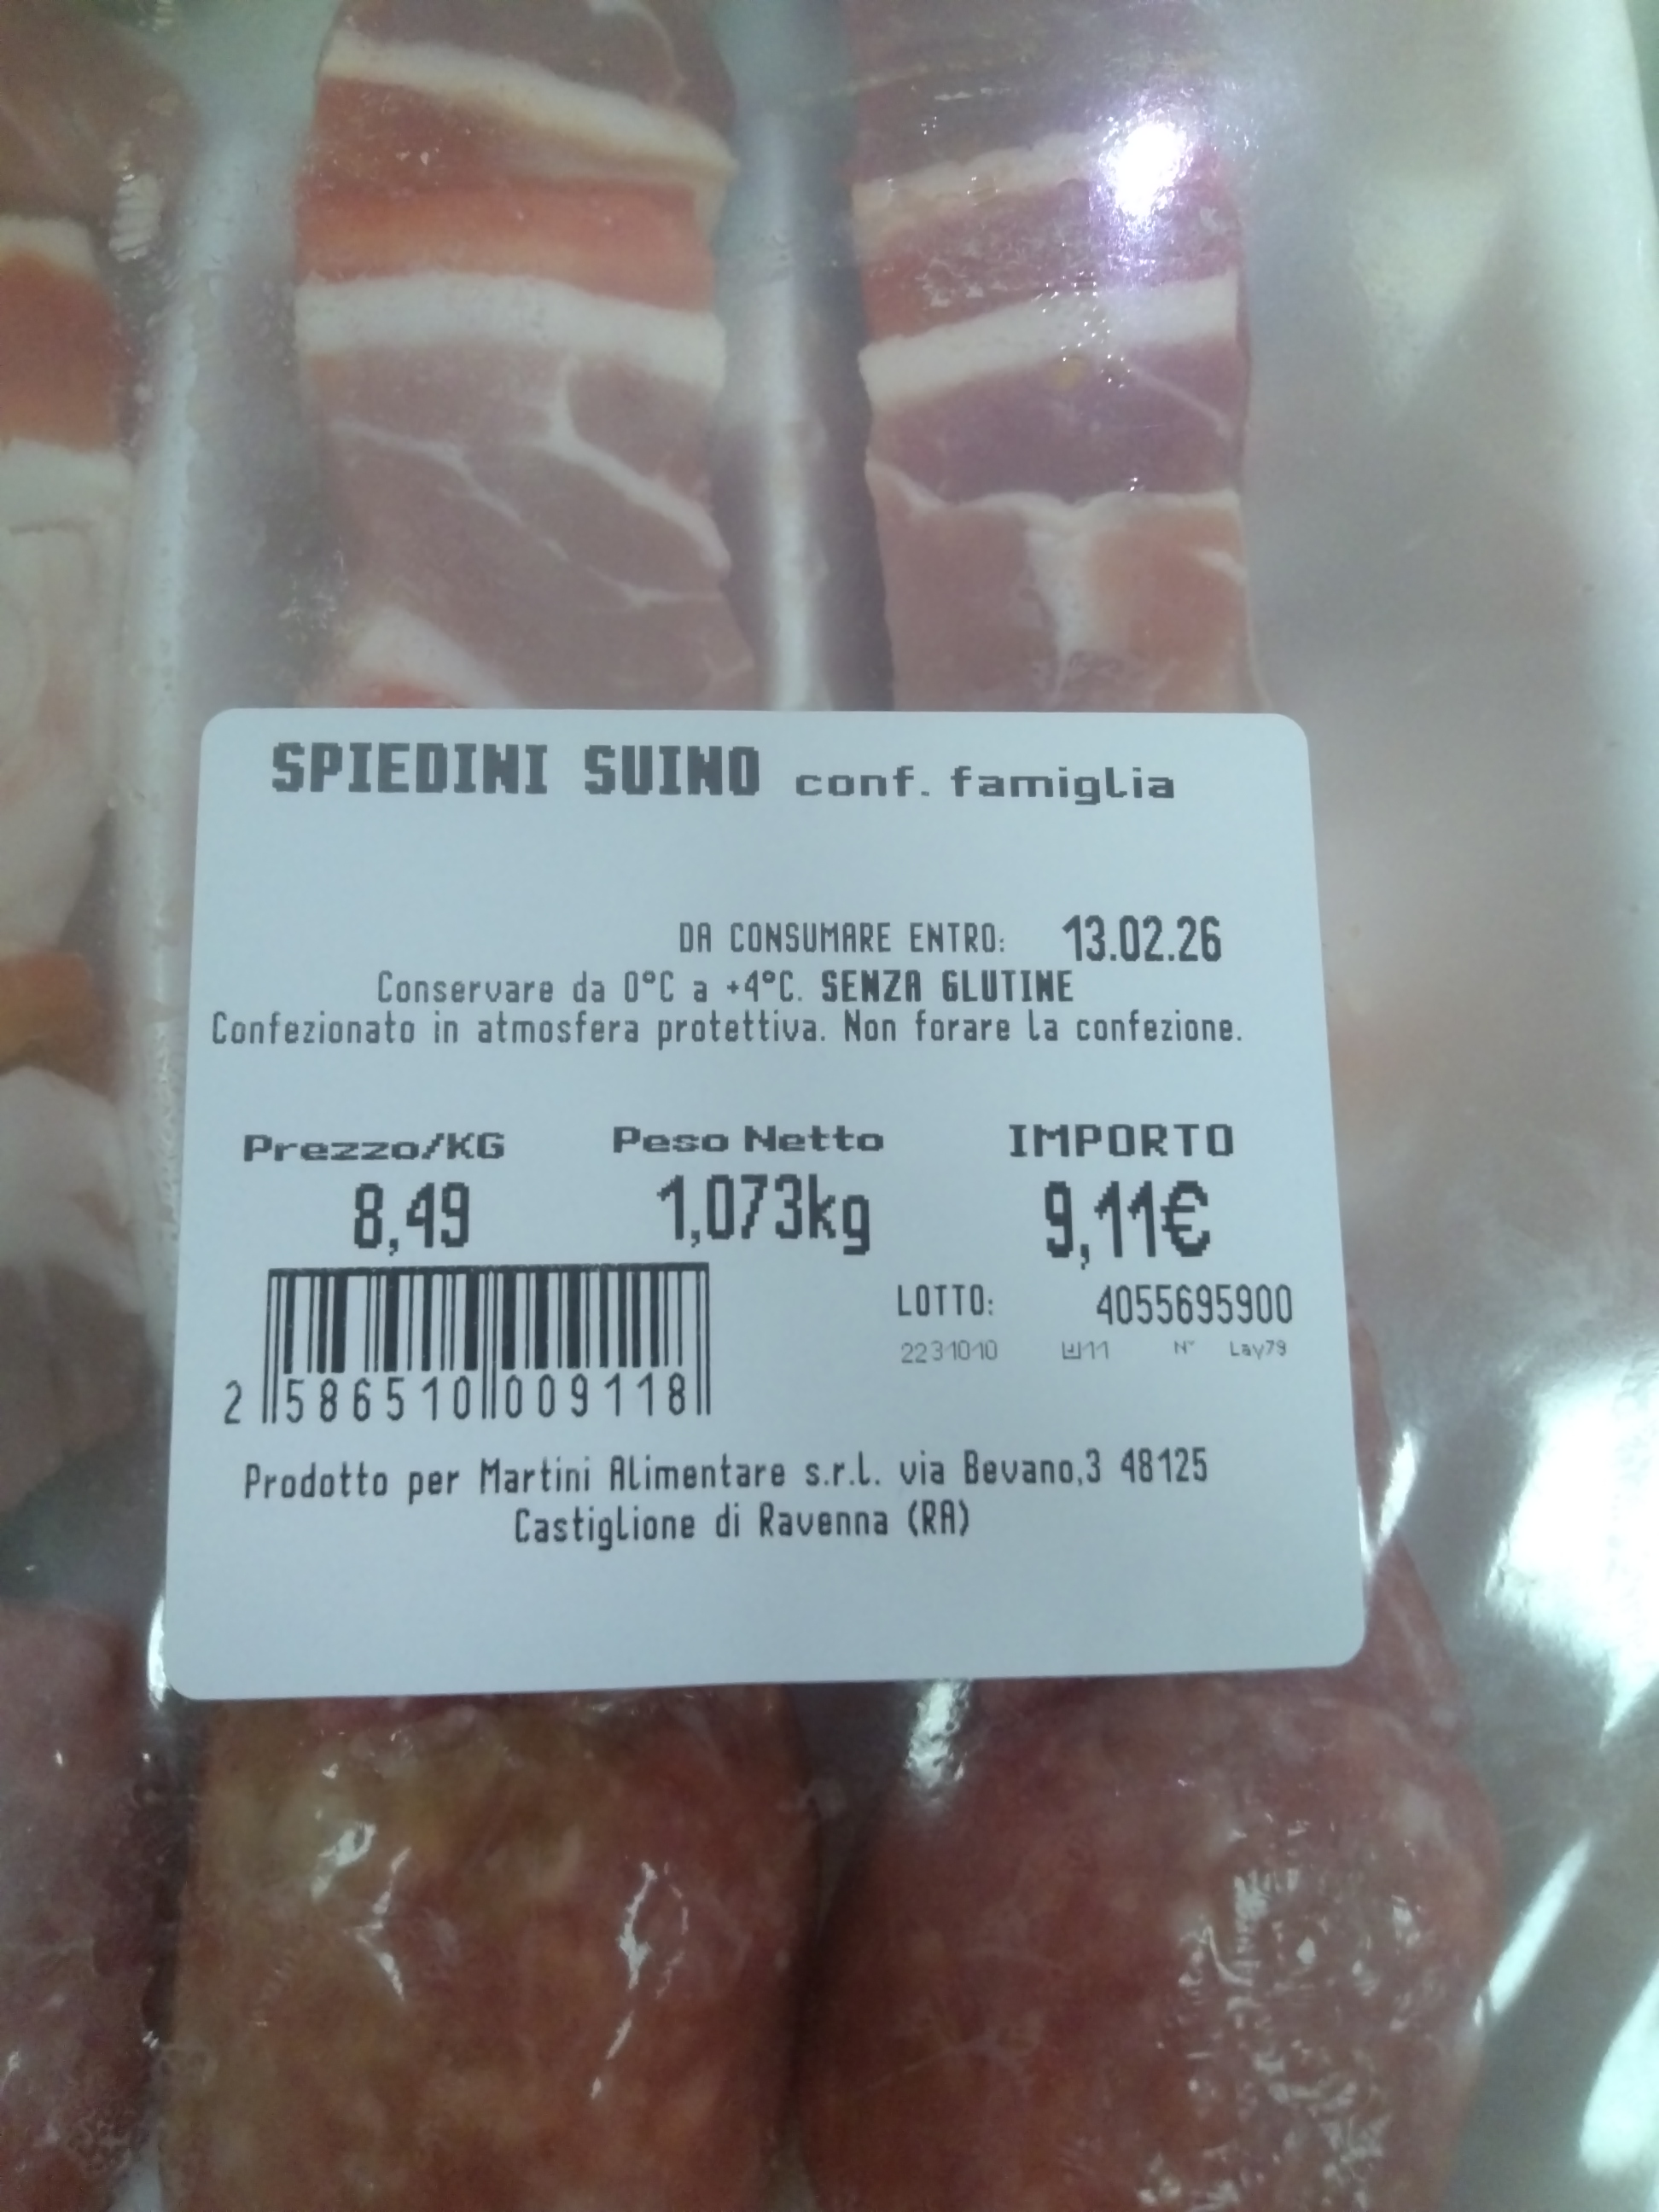 SPIEDINI SUINO conf. famiglia
DA CONSUMARE ENTRO: 13.02.26
Conservare da 0°C a +4°C. SENZA GLUTINE
Confezionato in atmosfera protettiva. Non forare la confezione.
Prezzo/KG Peso Netto IMPORTO
8,49 1,073kg 9,11€
LOTTO: 4055695900
2231010 N° Lay79
2 586510 009118
Prodotto per Martini Alimentare s.r.l. via Bevano,3 48125
Castiglione di Ravenna (RA)